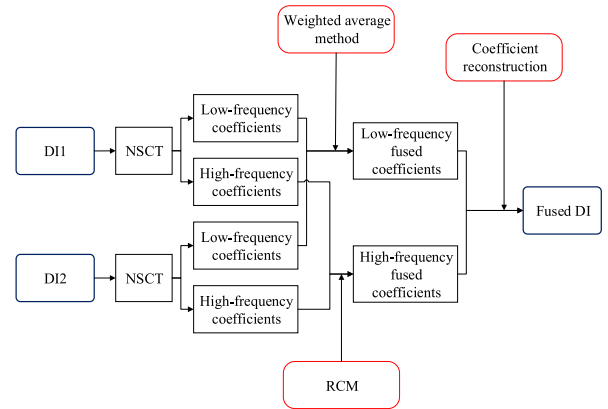 Weighted average
method
Coefficient
reconstruction
Low-frequency
coefficients
DI1
NSCT
High-frequency
coefficients
Low-frequency
fused
coefficients
Fused DI
Low-frequency
coefficients
DI2
NSCT
High-frequency
coefficients
High-frequency
fused
coefficients
RCM